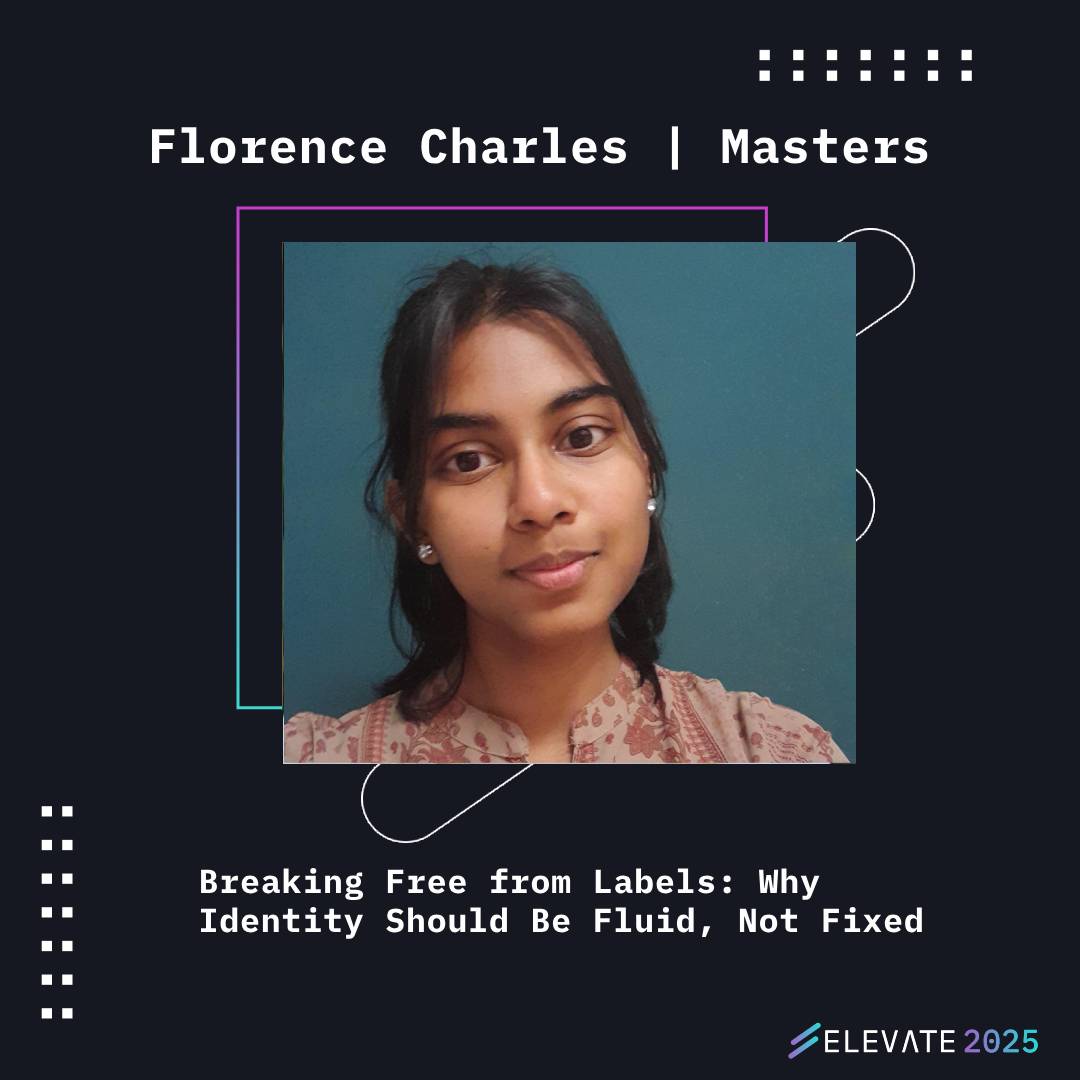 Florence Charles | Masters
Breaking Free from Labels: Why
Identity Should Be Fluid, Not Fixed
ELEVATE 2025